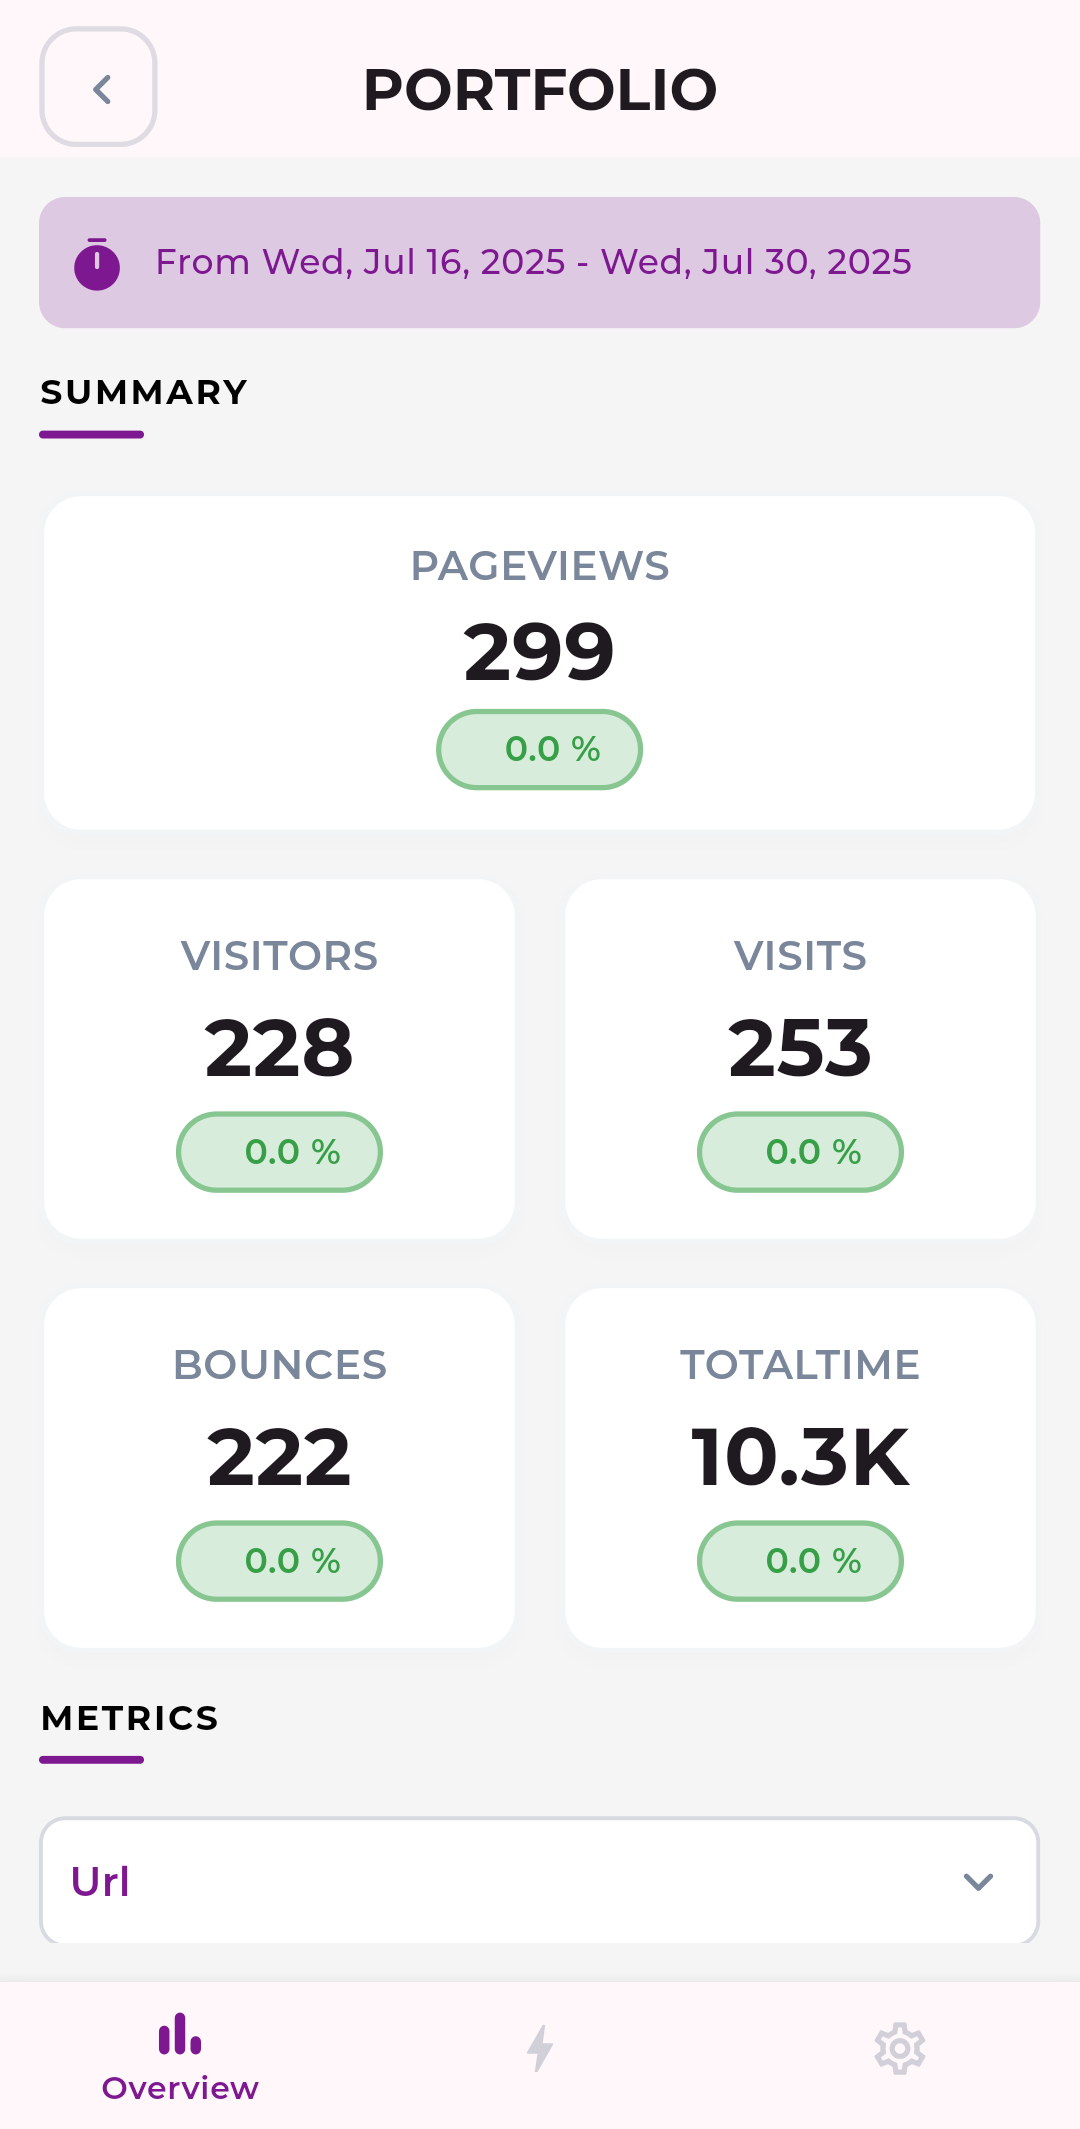 PORTFOLIO
From Wed, Jul 16, 2025 - Wed, Jul 30, 2025
SUMMARY
PAGEVIEWS
299
0.0 %
VISITORS
228
0.0 %
VISITS
253
0.0 %
BOUNCES
222
0.0 %
TOTALTIME
10.3K
0.0 %
METRICS
Url
Overview